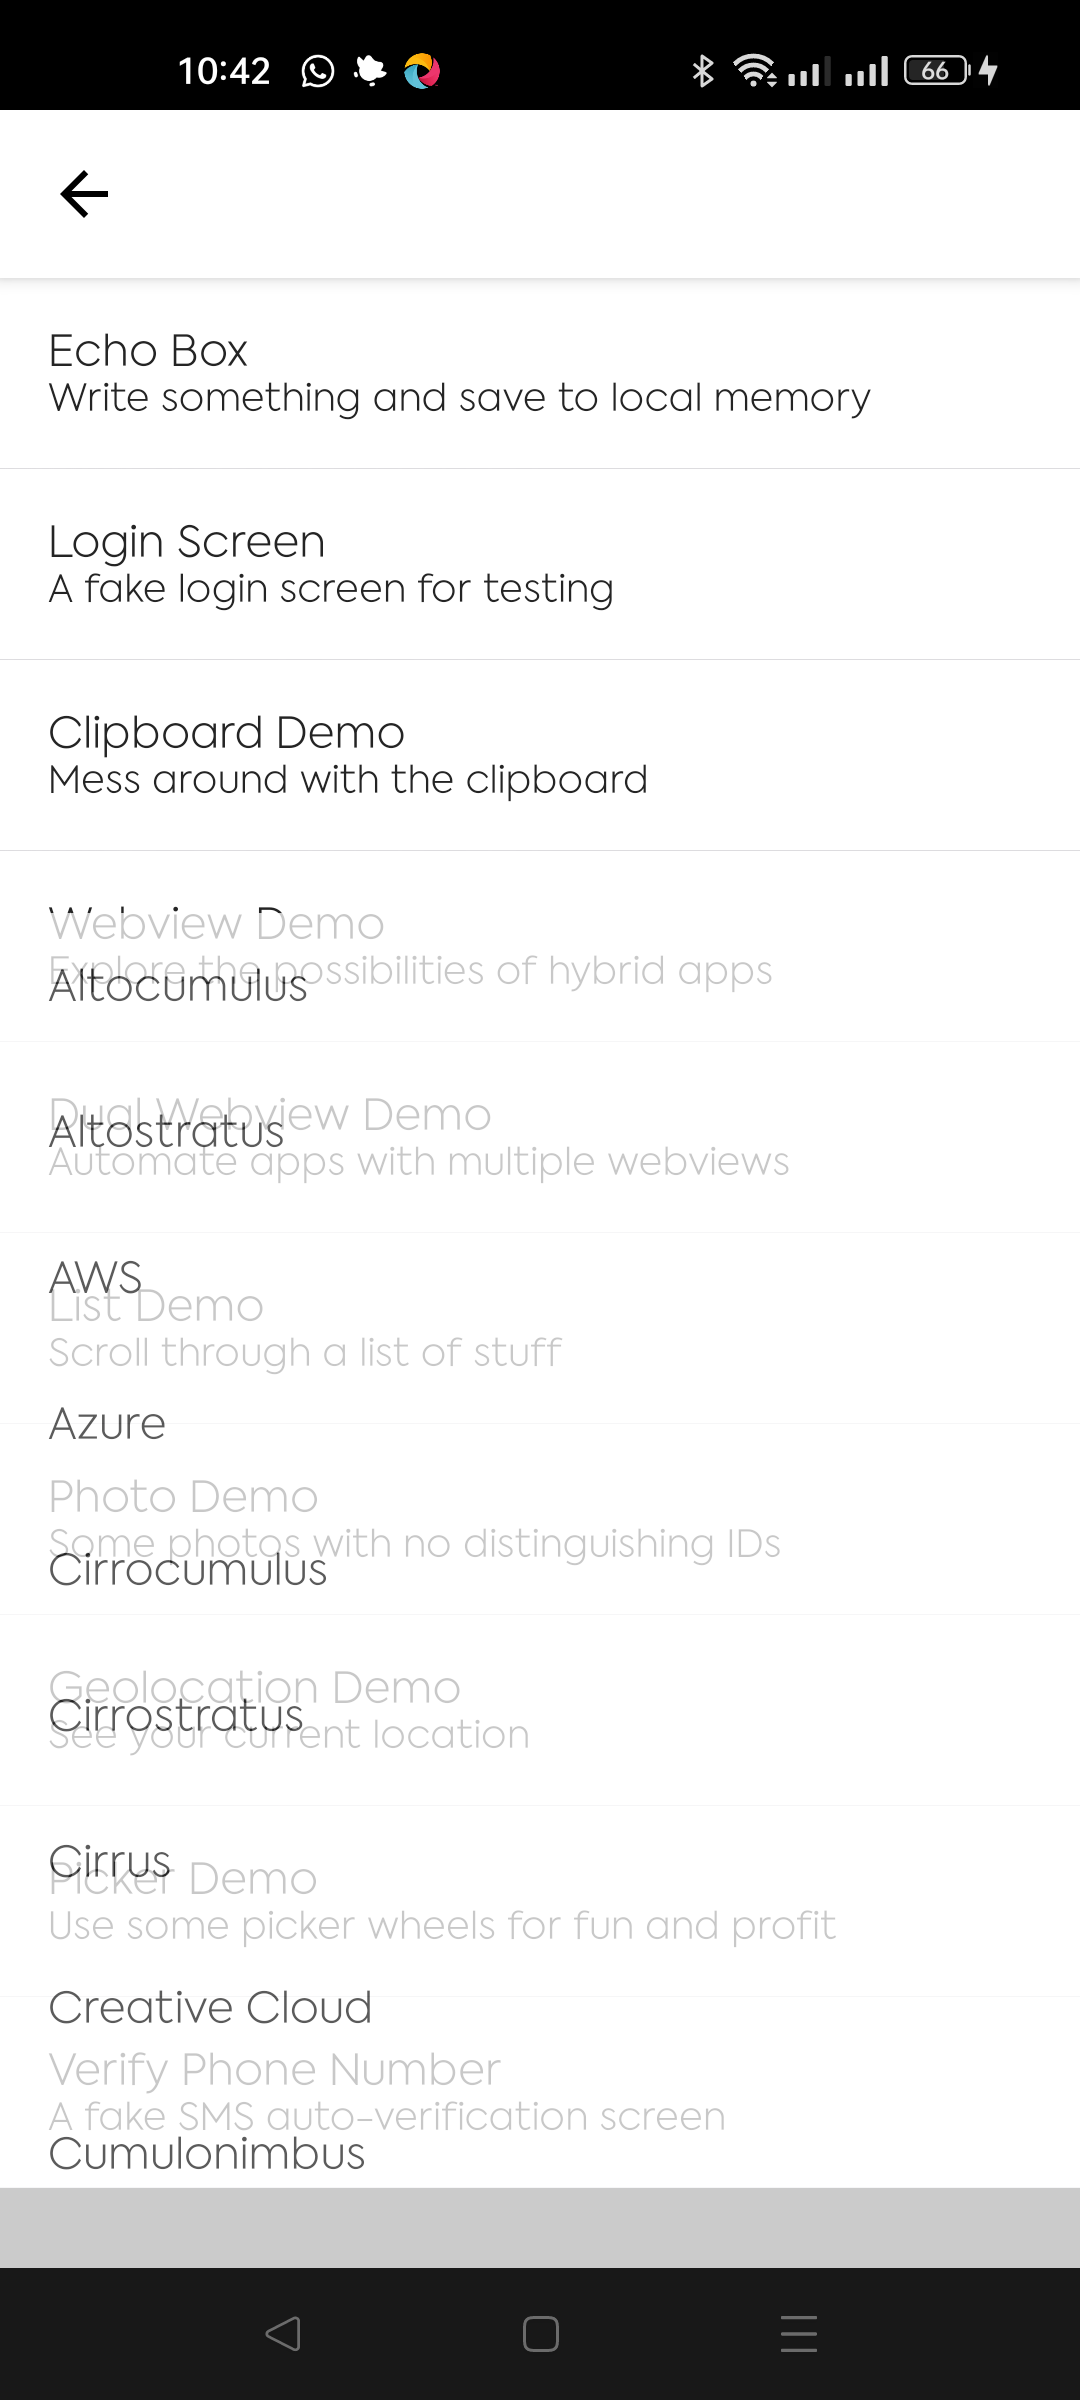 10:42
66
Echo Box
Write something and save to local memory
Login Screen
A fake login screen for testing
Clipboard Demo
Mess around with the clipboard
Webview Demo
Explore the possibilities of hybrid apps
Altocumulus
Dual Webview Demo
Altostratus
Automate apps with multiple webviews
AWS
List Demo
Scroll through a list of stuff
Azure
Photo Demo
Some photos with no distinguishing IDs
Cirrocumulus
Geolocation Demo
Cirrostratus
See your current location
Cirrus
Picker Demo
Use some picker wheels for fun and profit
Creative Cloud
Verify Phone Number
A fake SMS auto-verification screen
Cumulonimbus